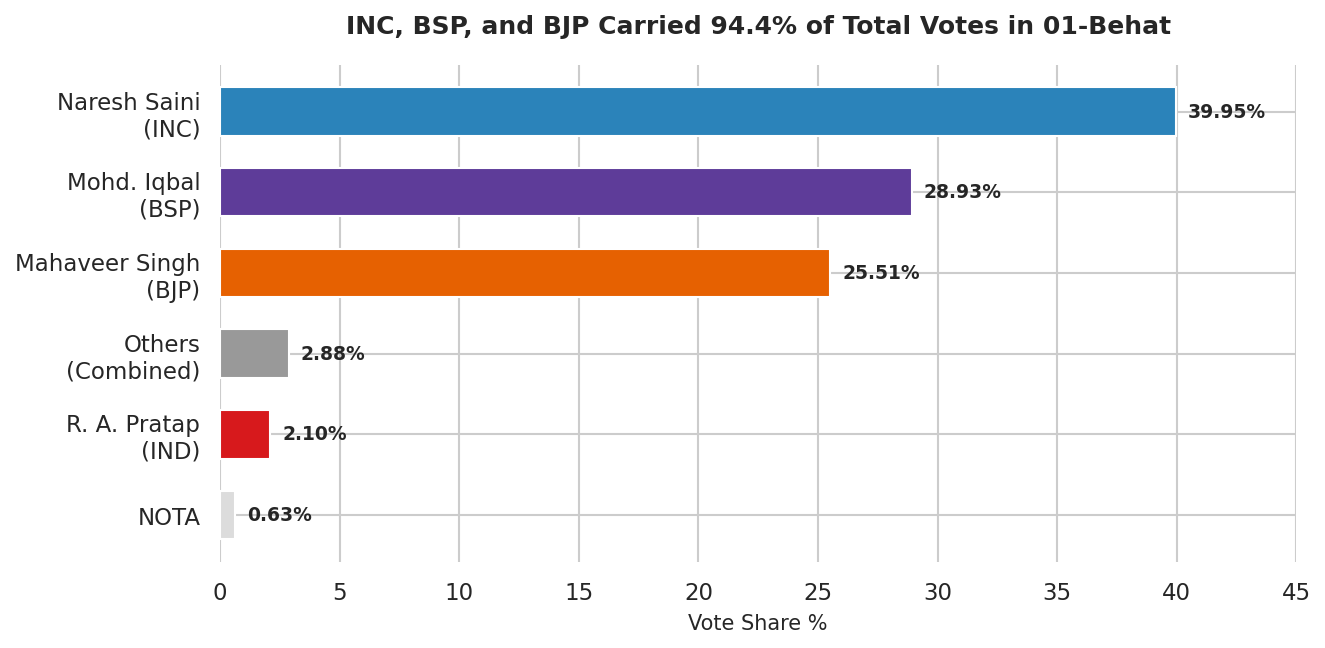 INC, BSP, and BJP Carried 94.4% of Total Votes in 01-Behat
Naresh Saini
(INC)
39.95%
Mohd. Iqbal
(BSP)
28.93%
Mahaveer Singh
(BJP)
25.51%
Others
(Combined)
2.88%
R. A. Pratap
(IND)
2.10%
NOTA
0.63%
0 5 10 15 20 25 30 35 40 45
Vote Share %